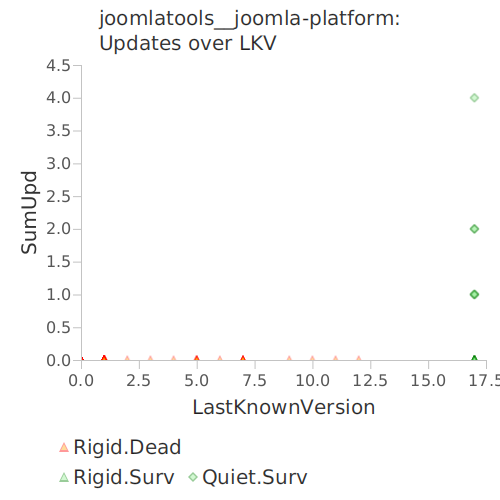 joomlatools__joomla-platform:
Updates over LKV
4.5
4.0
3.5
3.0
2.5
2.0
1.5
1.0
0.5
0.0
SumUpd
0.0 2.5 5.0 7.5 10.0 12.5 15.0 17.5
LastKnownVersion
Rigid.Dead
Rigid.Surv Quiet.Surv